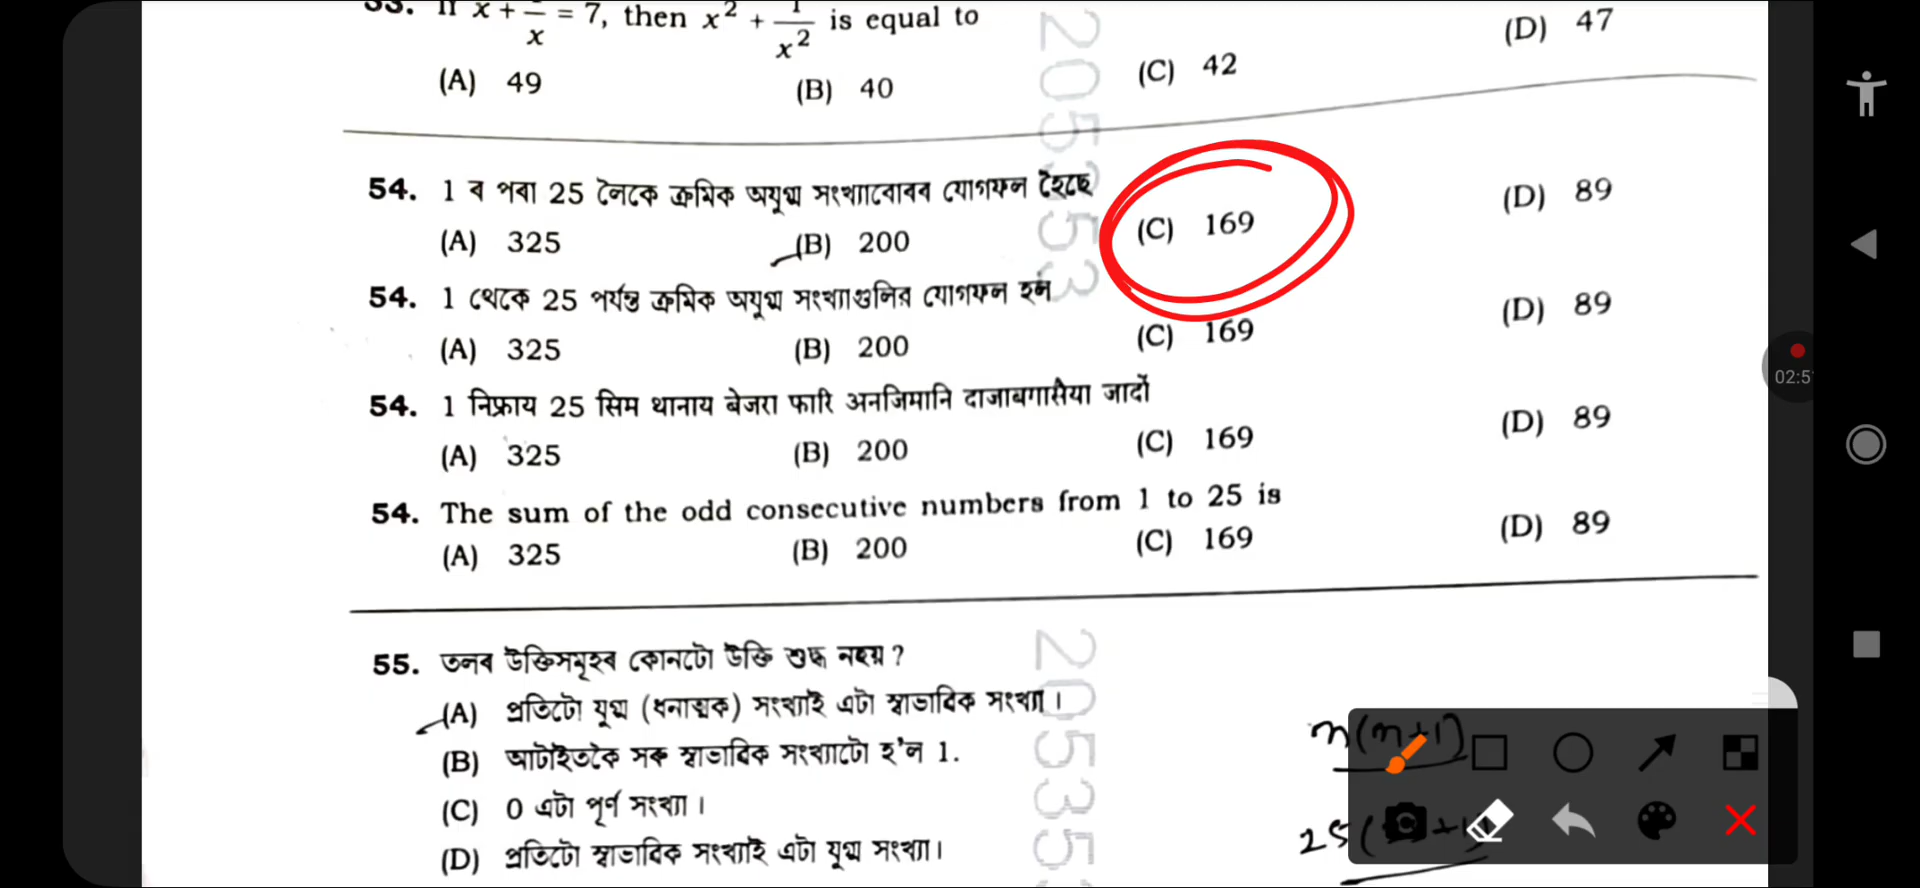 53. If x + 1/x = 7, then x² + 1/x² is equal to
(A) 49 (B) 40 (C) 42 (D) 47
54. 1 ৰ পৰা 25 লৈকে ক্ৰমিক অযুগ্ম সংখ্যাবোৰৰ যোগফল হৈছে
(A) 325 (B) 200 (C) 169 (D) 89
54. 1 থেকে 25 পর্যন্ত ক্রমিক অযুগ্ম সংখ্যাগুলির যোগফল হল
(A) 325 (B) 200 (C) 169 (D) 89
54. 1 निफ्राय 25 सिम थानाय बेजरा फारि अनजिमानि दाजाबगासैया जादों
(A) 325 (B) 200 (C) 169 (D) 89
54. The sum of the odd consecutive numbers from 1 to 25 is
(A) 325 (B) 200 (C) 169 (D) 89
55. তলৰ উক্তিসমূহৰ কোনটো উক্তি শুদ্ধ নহয় ?
(A) প্ৰতিটো যুগ্ম (ধনাত্মক) সংখ্যাই এটা স্বাভাৱিক সংখ্যা ।
(B) আটাইতকৈ সৰু স্বাভাৱিক সংখ্যাটো হ'ল 1.
(C) 0 এটা পূৰ্ণ সংখ্যা ।
(D) প্ৰতিটো স্বাভাৱিক সংখ্যাই এটা যুগ্ম সংখ্যা ।
n(n+1)
25(
205353
02:5